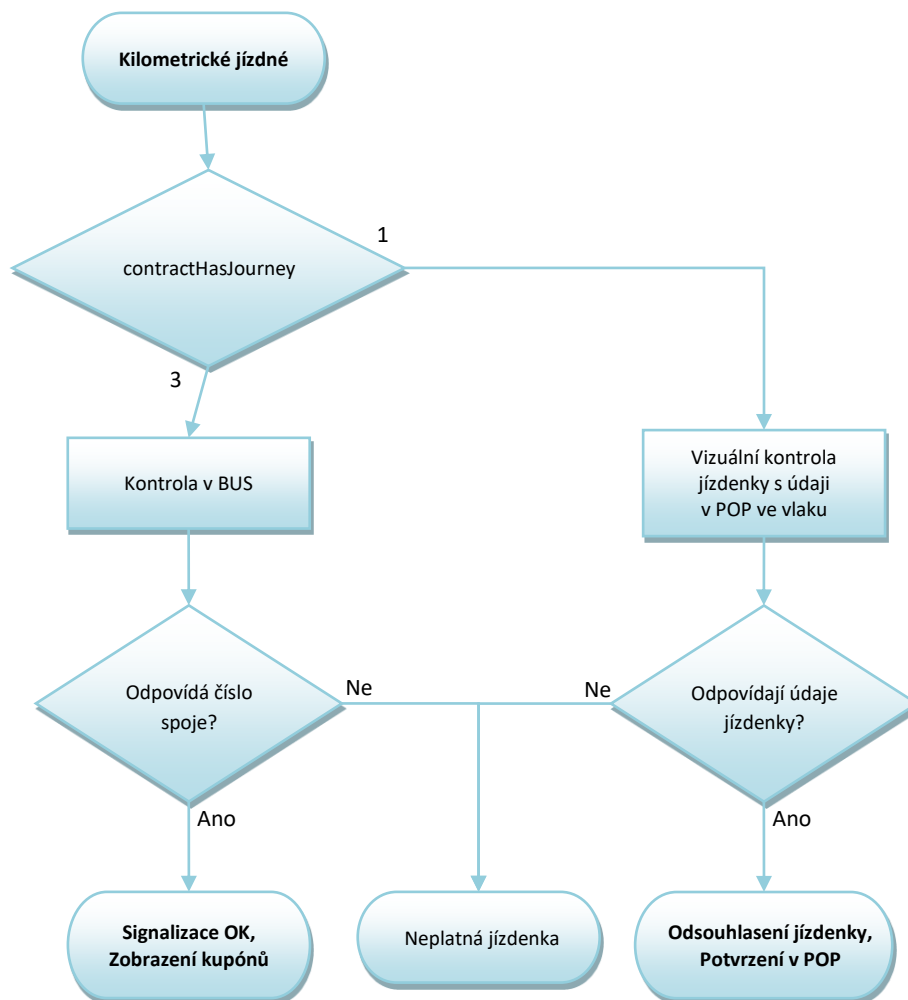 Kilometrické jízdné
1
contractHasJourney
3
Kontrola v BUS
Vizuální kontrola
jízdenky s údaji
v POP ve vlaku
Odpovídá číslo
spoje?
Ne
Ne
Odpovídají údaje
jízdenky?
Ano
Ano
Signalizace OK,
Zobrazení kupónů
Neplatná jízdenka
Odsouhlasení jízdenky,
Potvrzení v POP